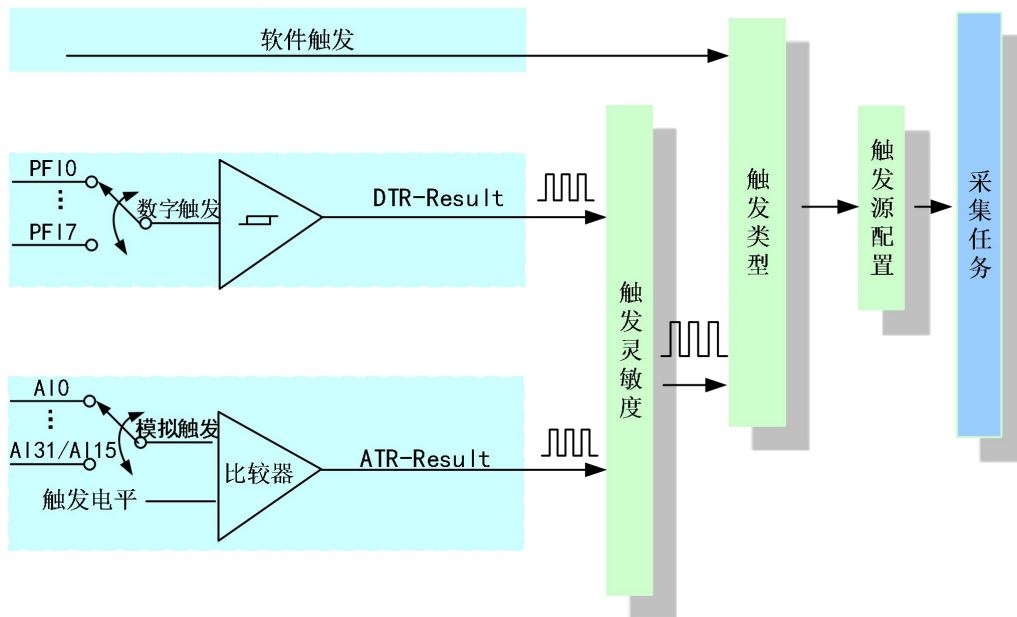 软件触发
PFI0
PFI7
数字触发
DTR-Result
AI0
AI31/AI15
模拟触发
触发电平
比较器
ATR-Result
触发灵敏度
触发类型
触发源配置
采集任务